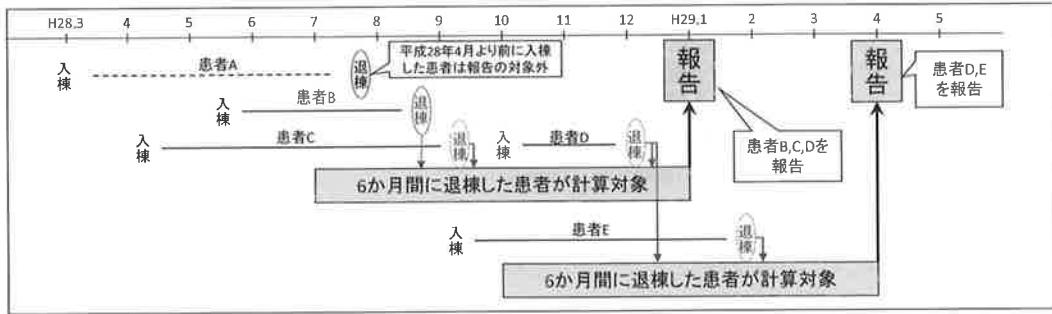 H28.3 4 5 6 7 8 9 10 11 12 H29.1 2 3 4 5
入棟
患者A
退棟
平成28年4月より前に入棟
した患者は報告の対象外
報告
報告
患者D,E
を報告
入棟
患者B
退棟
入棟
患者C
退棟
入棟
患者D
退棟
患者B,C,Dを
報告
6か月間に退棟した患者が計算対象
入棟
患者E
退棟
6か月間に退棟した患者が計算対象